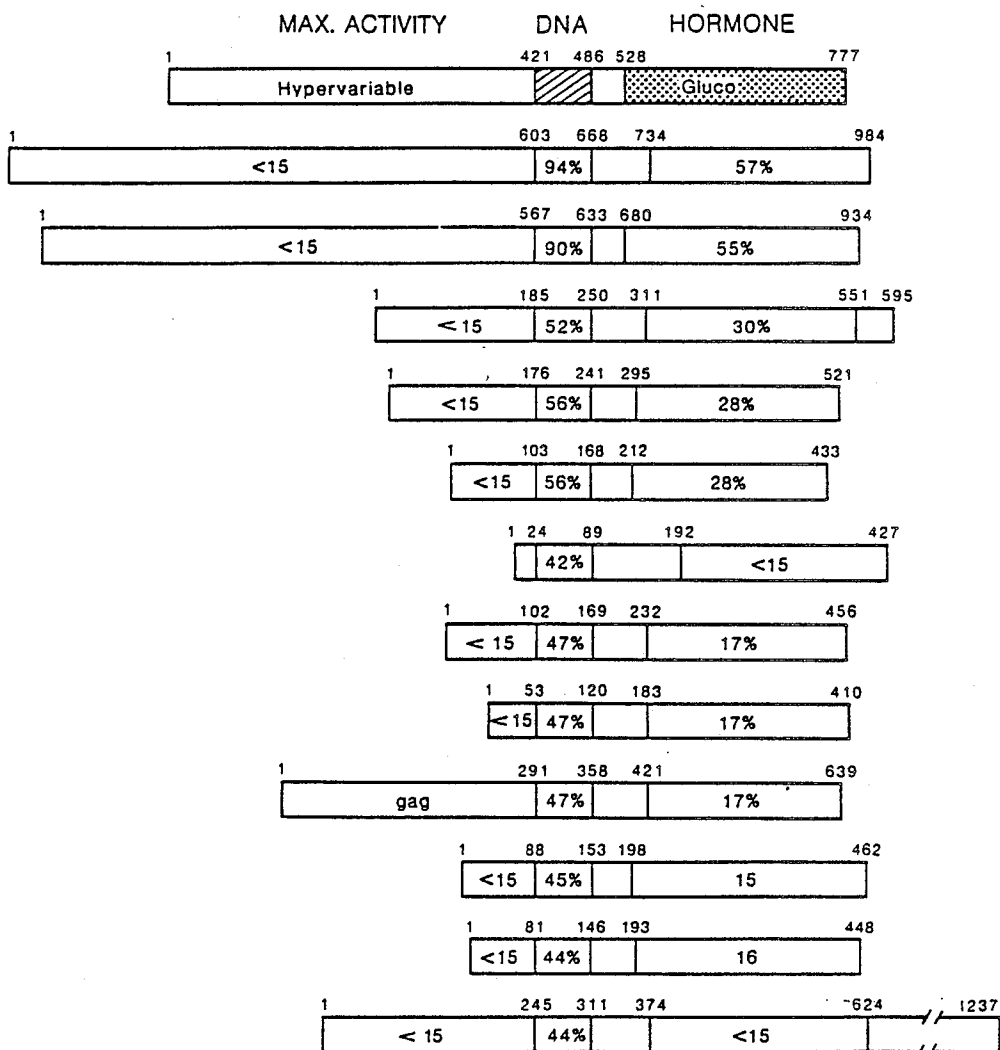 MAX. ACTIVITY DNA HORMONE
1 421 486 528 777
Hypervariable Gluco
1 603 668 734 984
<15 94% 57%
1 567 633 680 934
<15 90% 55%
1 185 250 311 551 595
<15 52% 30%
1 176 241 295 521
<15 56% 28%
1 103 168 212 433
<15 56% 28%
1 24 89 192 427
42% <15
1 102 169 232 456
<15 47% 17%
1 53 120 183 410
<15 47% 17%
1 291 358 421 639
gag 47% 17%
1 88 153 198 462
<15 45% 15
1 81 146 193 448
<15 44% 16
1 245 311 374 624 1237
<15 44% <15